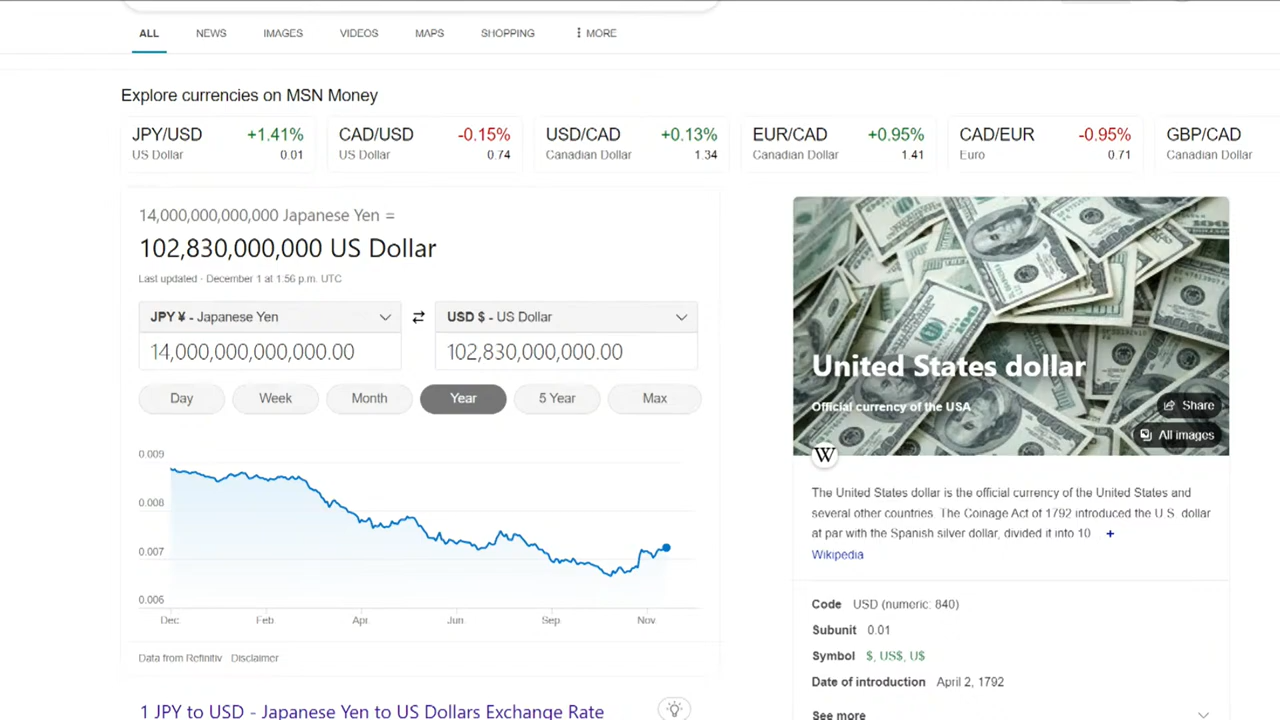 ALL NEWS IMAGES VIDEOS MAPS SHOPPING MORE
Explore currencies on MSN Money
JPY/USD +1.41%
US Dollar 0.01
CAD/USD -0.15%
US Dollar 0.74
USD/CAD +0.13%
Canadian Dollar 1.34
EUR/CAD +0.95%
Canadian Dollar 1.41
CAD/EUR -0.95%
Euro 0.71
GBP/CAD
Canadian Dollar
14,000,000,000,000 Japanese Yen =
102,830,000,000 US Dollar
Last updated · December 1 at 1:56 p.m. UTC
JPY ¥ - Japanese Yen
14,000,000,000,000.00
USD $ - US Dollar
102,830,000,000.00
Day Week Month Year 5 Year Max
0.009
0.008
0.007
0.006
Dec. Feb. Apr. Jun. Sep. Nov.
Data from Refinitiv Disclaimer
1 JPY to USD - Japanese Yen to US Dollars Exchange Rate
United States dollar
Official currency of the USA
Share
All images
W
The United States dollar is the official currency of the United States and
several other countries. The Coinage Act of 1792 introduced the U.S. dollar
at par with the Spanish silver dollar, divided it into 10 +
Wikipedia
Code USD (numeric: 840)
Subunit 0.01
Symbol $, US$, U$
Date of introduction April 2, 1792
See more